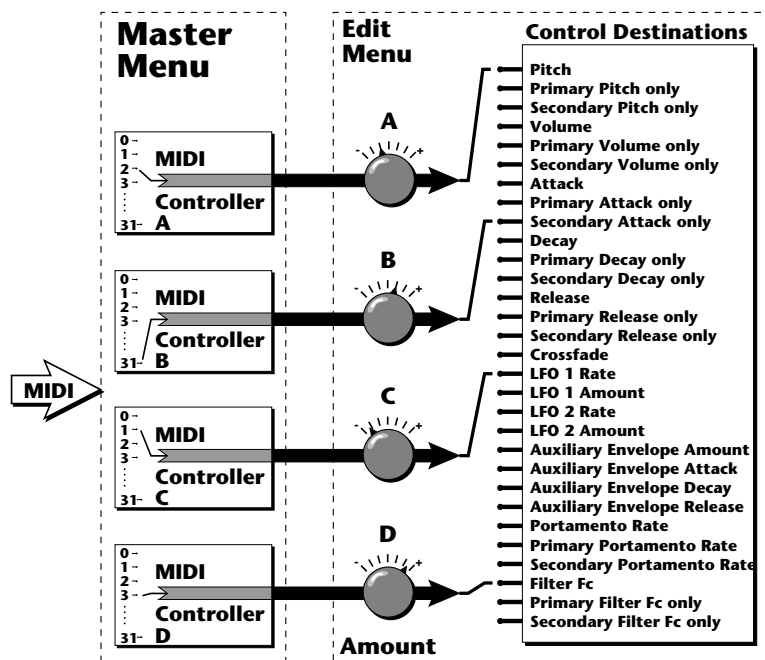 Master
Menu
Edit
Menu
Control Destinations
MIDI
0
1
2
3
31
MIDI
Controller
A
0
1
2
3
31
MIDI
Controller
B
0
1
2
3
31
MIDI
Controller
C
0
1
2
3
31
MIDI
Controller
D
A
- +
B
- +
C
- +
D
- +
Amount
Pitch
Primary Pitch only
Secondary Pitch only
Volume
Primary Volume only
Secondary Volume only
Attack
Primary Attack only
Secondary Attack only
Decay
Primary Decay only
Secondary Decay only
Release
Primary Release only
Secondary Release only
Crossfade
LFO 1 Rate
LFO 1 Amount
LFO 2 Rate
LFO 2 Amount
Auxiliary Envelope Amount
Auxiliary Envelope Attack
Auxiliary Envelope Decay
Auxiliary Envelope Release
Portamento Rate
Primary Portamento Rate
Secondary Portamento Rate
Filter Fc
Primary Filter Fc only
Secondary Filter Fc only